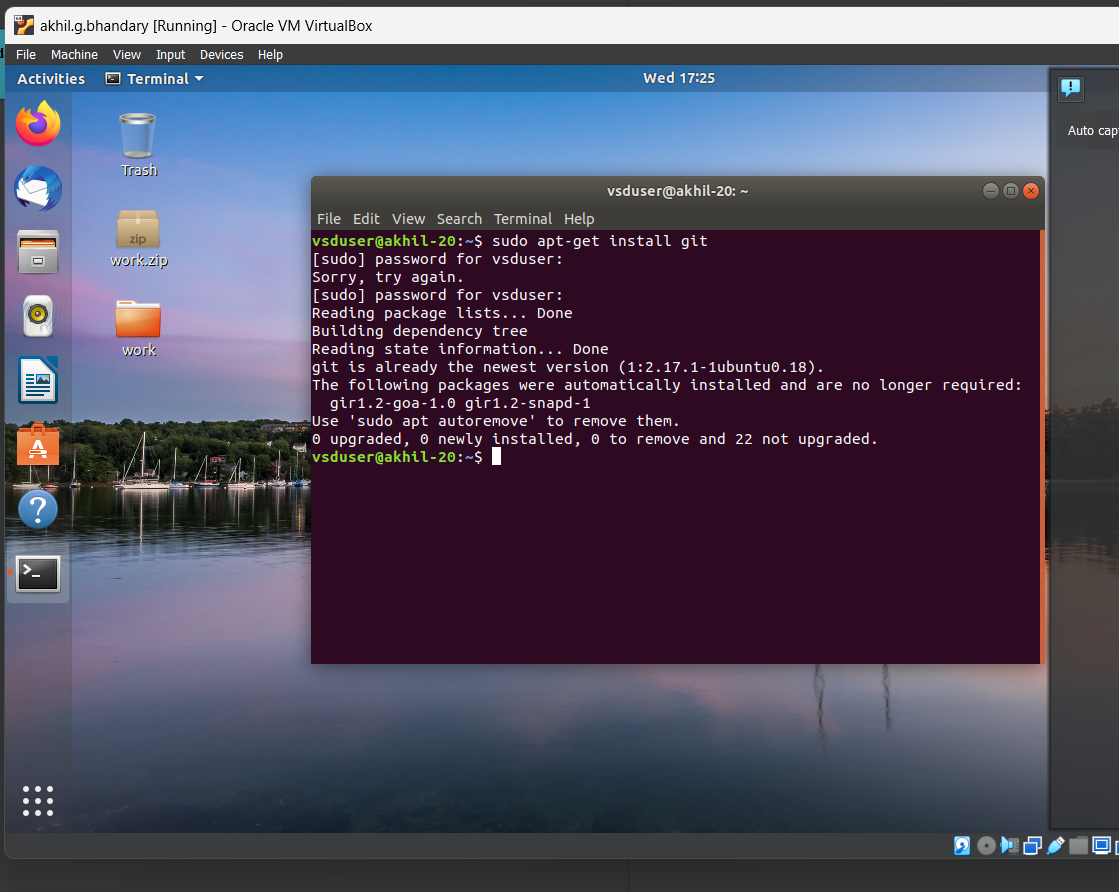 akhil.g.bhandary [Running] - Oracle VM VirtualBox
File Machine View Input Devices Help
Activities Terminal Wed 17:25
Auto cap
Trash
zip
work.zip
work
vsduser@akhil-20: ~
File Edit View Search Terminal Help
vsduser@akhil-20:~$ sudo apt-get install git
[sudo] password for vsduser:
Sorry, try again.
[sudo] password for vsduser:
Reading package lists... Done
Building dependency tree
Reading state information... Done
git is already the newest version (1:2.17.1-1ubuntu0.18).
The following packages were automatically installed and are no longer required:
  gir1.2-goa-1.0 gir1.2-snapd-1
Use 'sudo apt autoremove' to remove them.
0 upgraded, 0 newly installed, 0 to remove and 22 not upgraded.
vsduser@akhil-20:~$